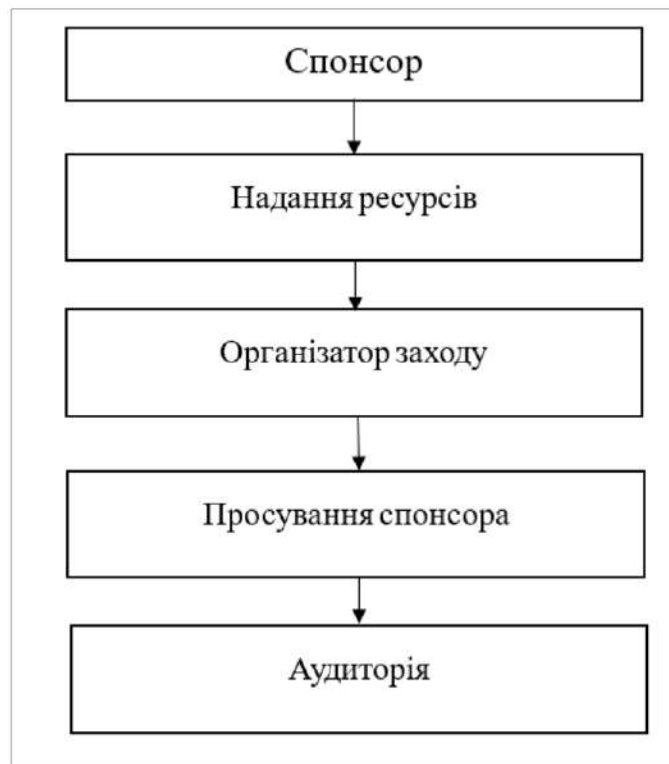 Спонсор
Надання ресурсів
Організатор заходу
Просування спонсора
Аудиторія